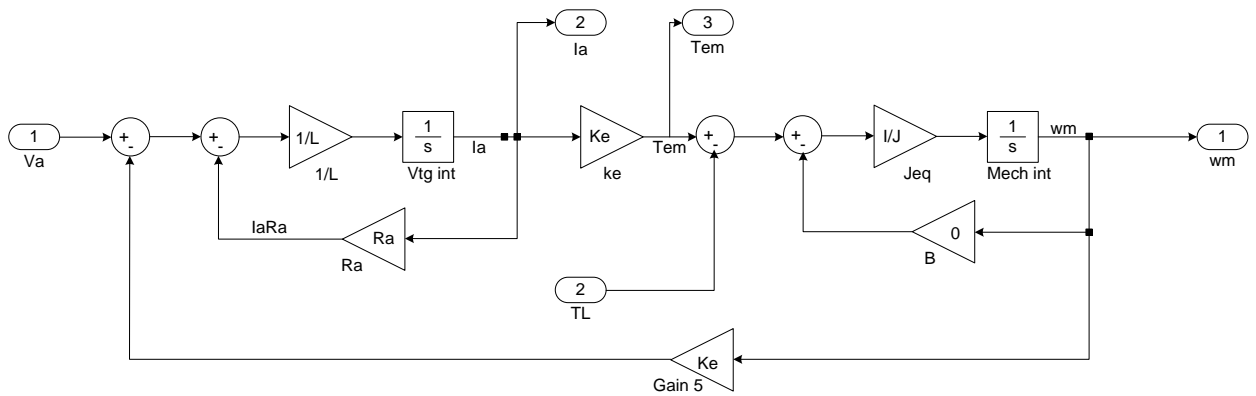 2
Ia
3
Tem
1
Va
+
-
+
-
1/L
1/L
1
s
Vtg int
Ia
Ke
ke
Tem
+
-
+
-
I/J
Jeq
1
s
Mech int
wm
1
wm
IaRa
Ra
Ra
0
B
2
TL
Ke
Gain 5